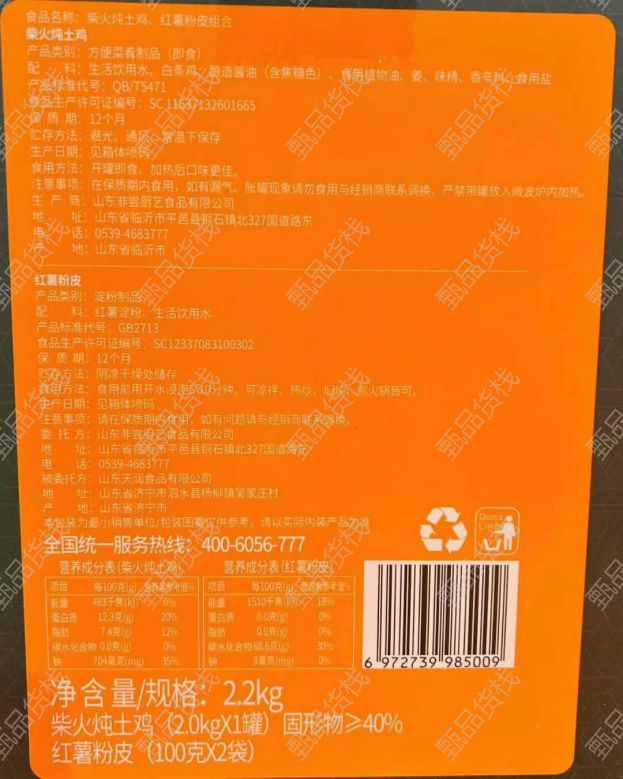 食品名称：柴火炖土鸡、红薯粉皮组合
柴火炖土鸡
产品类别：方便菜肴制品（即食）
配 料：生活饮用水、白条鸡、酿造酱油（含焦糖色）、食用植物油、姜、味精、香辛料、食用盐
产品标准代号：QB/T5471
食品生产许可证编号：SC11637132601665
保质期：12个月
贮存方法：避光、通风、常温下保存
生产日期：见箱体喷码
食用方法：开罐即食、加热后口味更佳。
注意事项：在保质期内食用，如有漏气、胀罐现象请勿食用与经销商联系调换，严禁带罐放入微波炉内加热。
生产商：山东非尝厨艺食品有限公司
地 址：山东省临沂市平邑县铜石镇北327国道路东
电 话：0539-4683777
产 地：山东省临沂市
红薯粉皮
产品类别：淀粉制品
配 料：红薯淀粉、生活饮用水
产品标准代号：GB2713
食品生产许可证编号：SC12337083100302
保质期：12个月
贮存方法：阴凉干燥处储存
食用方法：食用前用开水浸泡5-10分钟，可凉拌、热炒、焖炖、煮火锅皆可。
生产日期：见箱体喷码
注意事项：请在保质期内食用，如有问题请与经销商联系调换。
委托方：山东非尝厨艺食品有限公司
地 址：山东省临沂市平邑县铜石镇北327国道路东
电 话：0539-4683777
被委托方：山东天润食品有限公司
地 址：山东省济宁市泗水县杨柳镇吴家庄村
产 地：山东省济宁市
本包装为最小销售单位/包装图案仅供参考，请以实际内装产品为准
全国统一服务热线：400-6056-777
营养成分表（柴火炖土鸡） 营养成分表（红薯粉皮）
项目 每100克(g) 营养素参考值% 项目 每100克(g) 营养素参考值%
能量 483千焦(kJ) 6% 能量 1510千焦(kJ) 18%
蛋白质 12.3克(g) 20% 蛋白质 0.0克(g) 0%
脂肪 7.4克(g) 12% 脂肪 0.0克(g) 0%
碳水化合物 0.0克(g) 0% 碳水化合物 88.6克(g) 30%
钠 704毫克(mg) 35% 钠 8毫克(mg) 0%
6 972739 985009
净含量/规格：2.2kg
柴火炖土鸡（2.0kgX1罐）固形物≥40%
红薯粉皮（100克X2袋）
甄品货栈